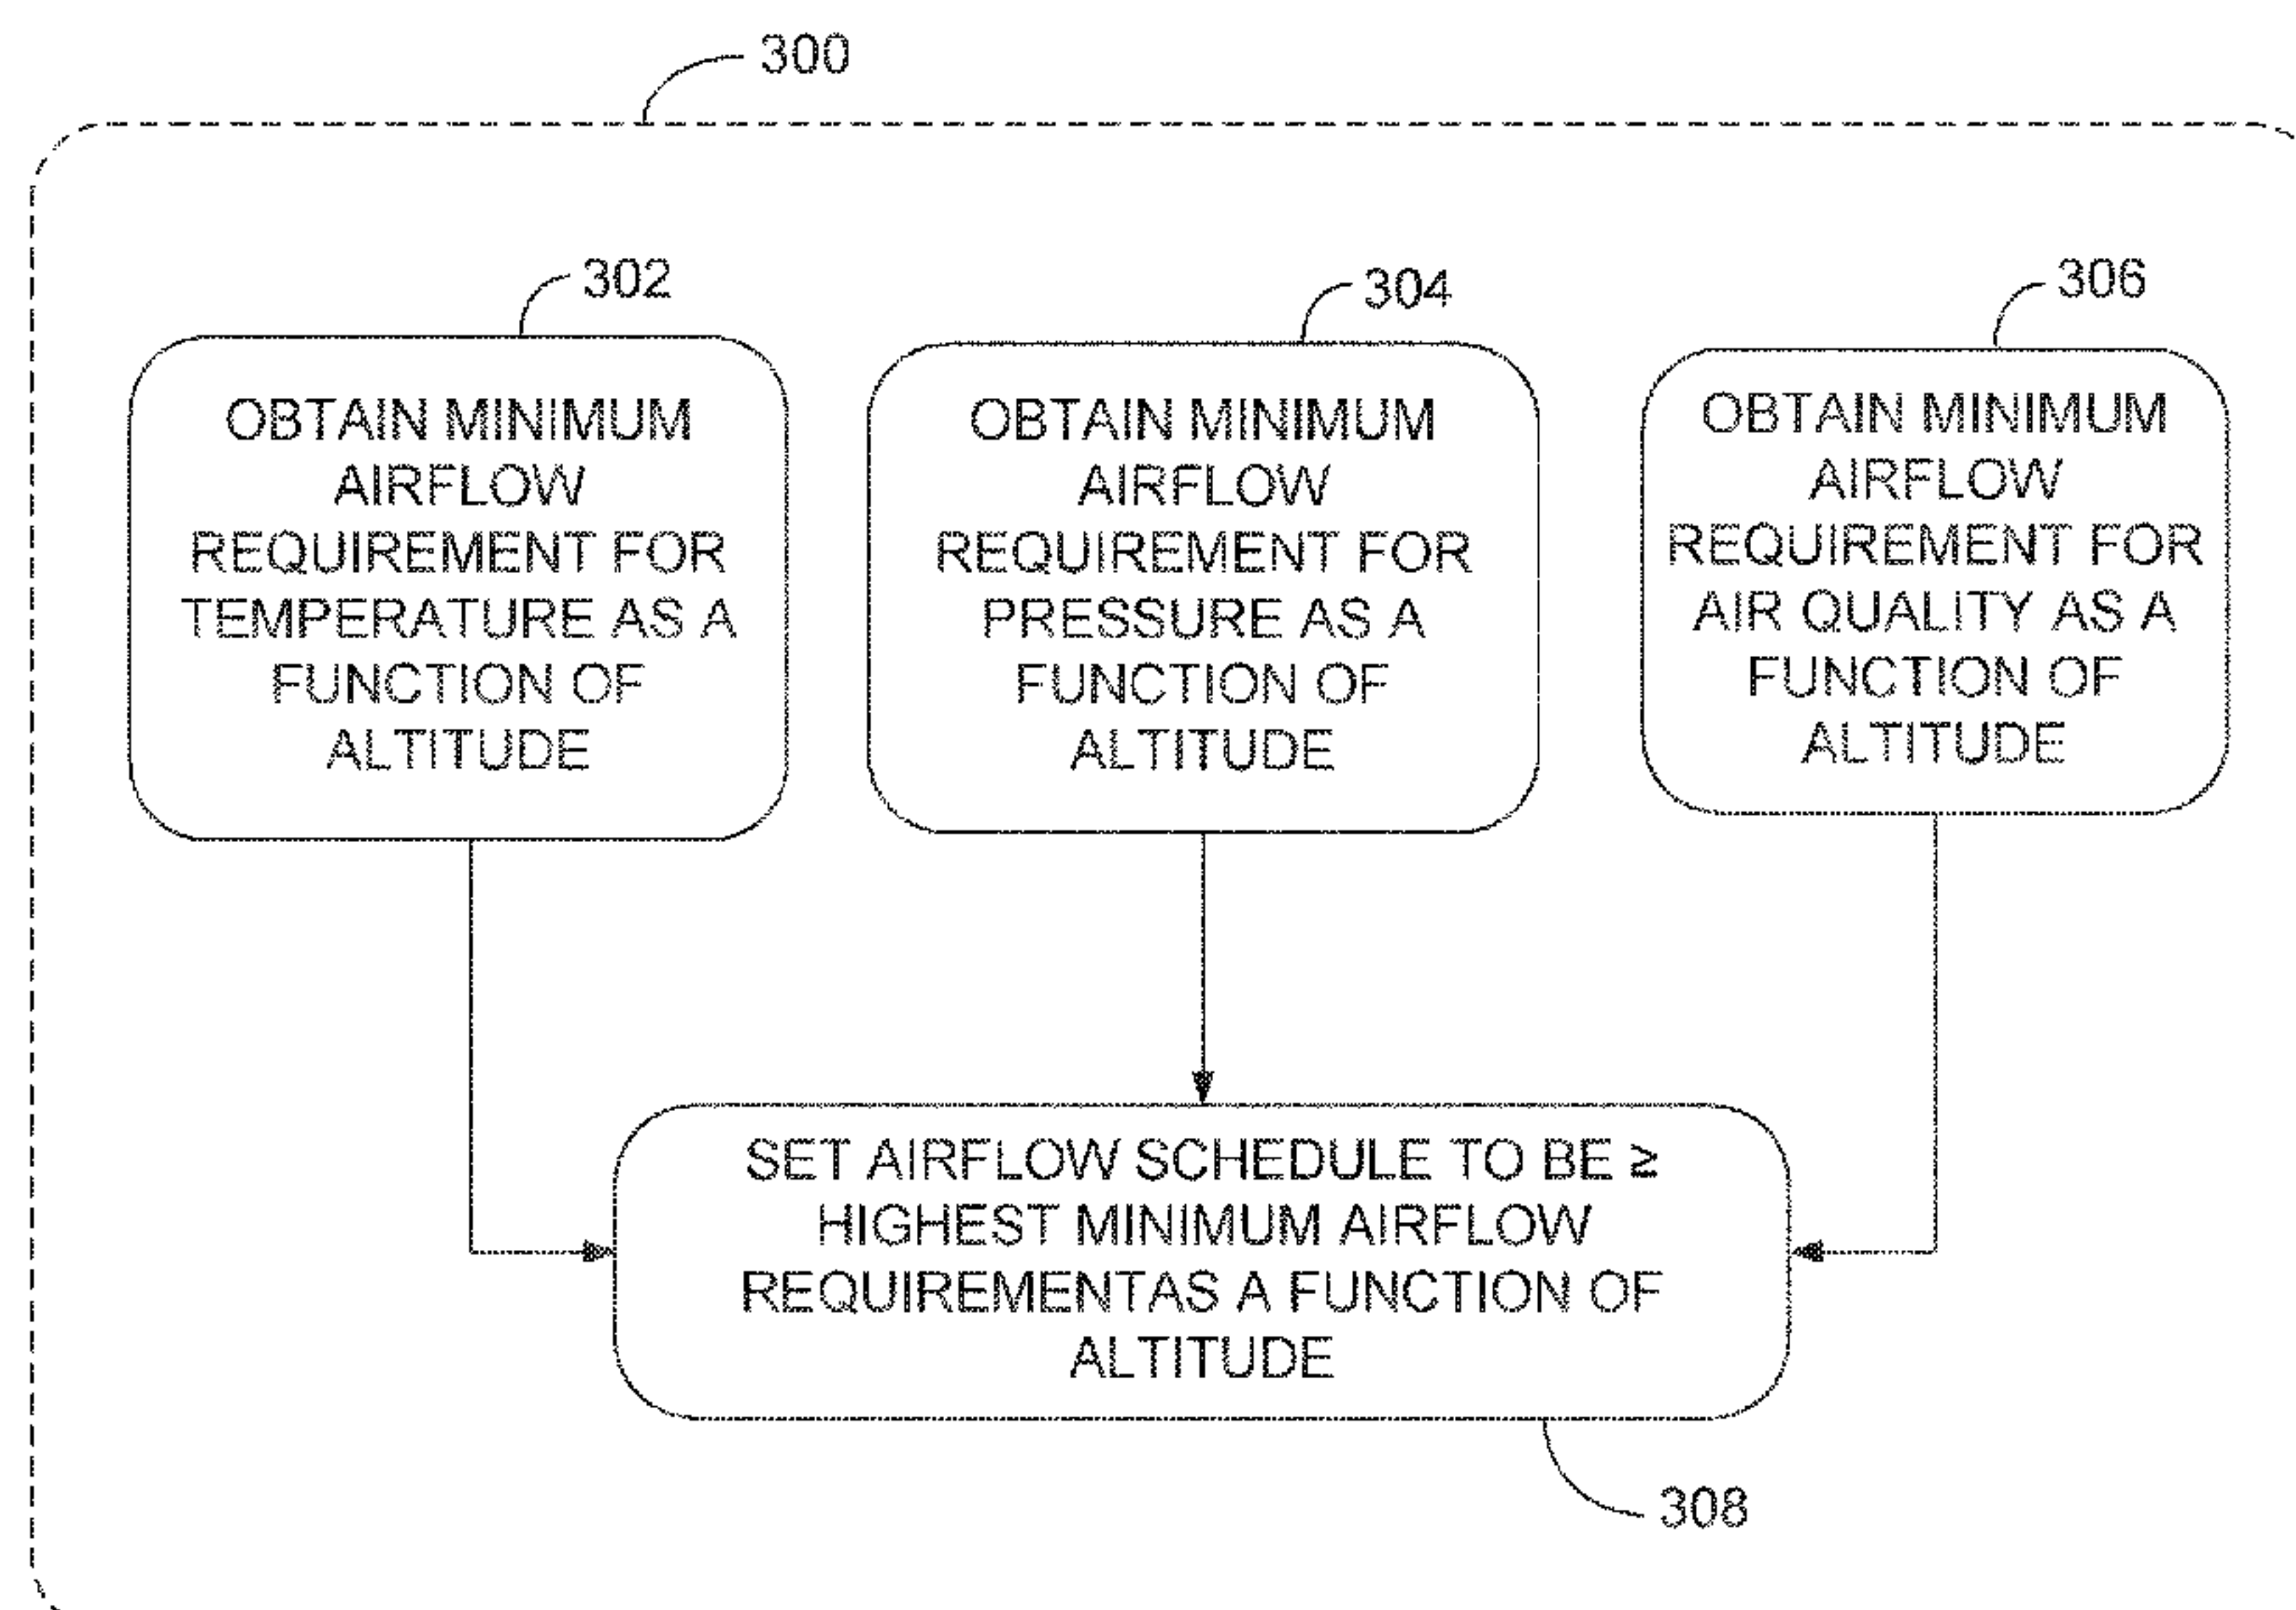 300
302
OBTAIN MINIMUM
AIRFLOW
REQUIREMENT FOR
TEMPERATURE AS A
FUNCTION OF
ALTITUDE
304
OBTAIN MINIMUM
AIRFLOW
REQUIREMENT FOR
PRESSURE AS A
FUNCTION OF
ALTITUDE
306
OBTAIN MINIMUM
AIRFLOW
REQUIREMENT FOR
AIR QUALITY AS A
FUNCTION OF
ALTITUDE
SET AIRFLOW SCHEDULE TO BE ≥
HIGHEST MINIMUM AIRFLOW
REQUIREMENTAS A FUNCTION OF
ALTITUDE
308